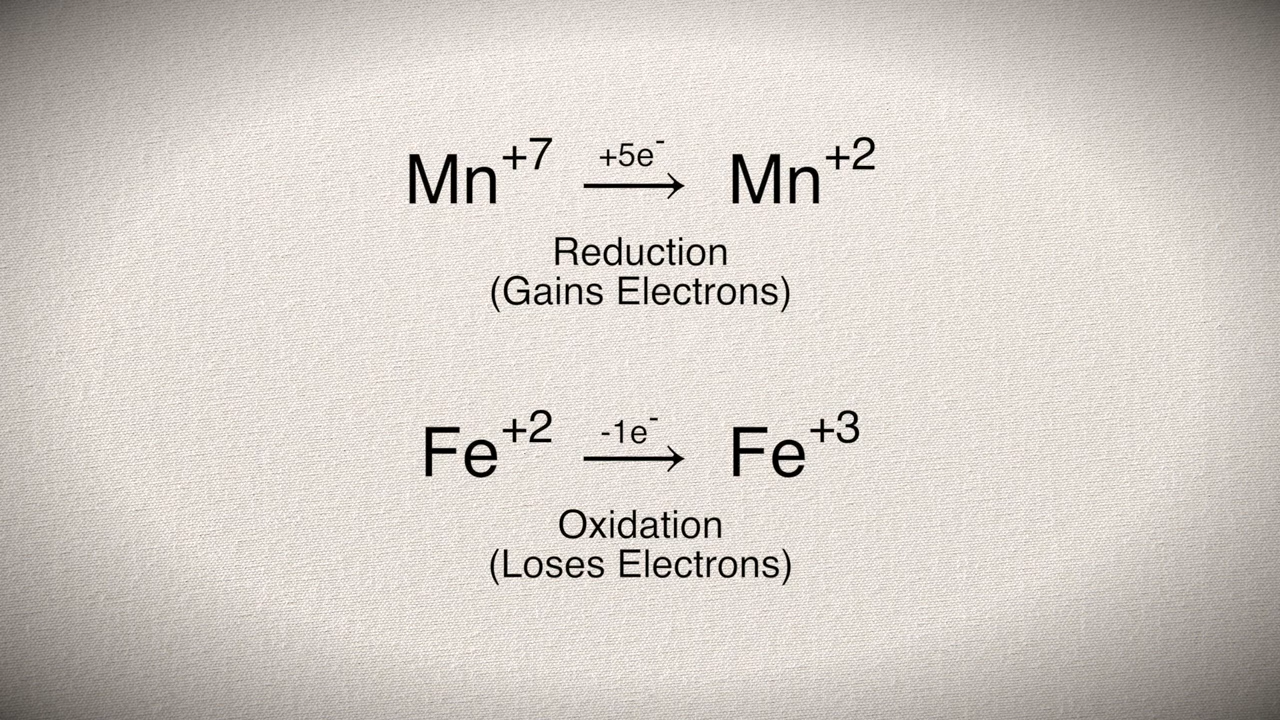 Mn+7 +5e- → Mn+2
Reduction
(Gains Electrons)
Fe+2 -1e- → Fe+3
Oxidation
(Loses Electrons)